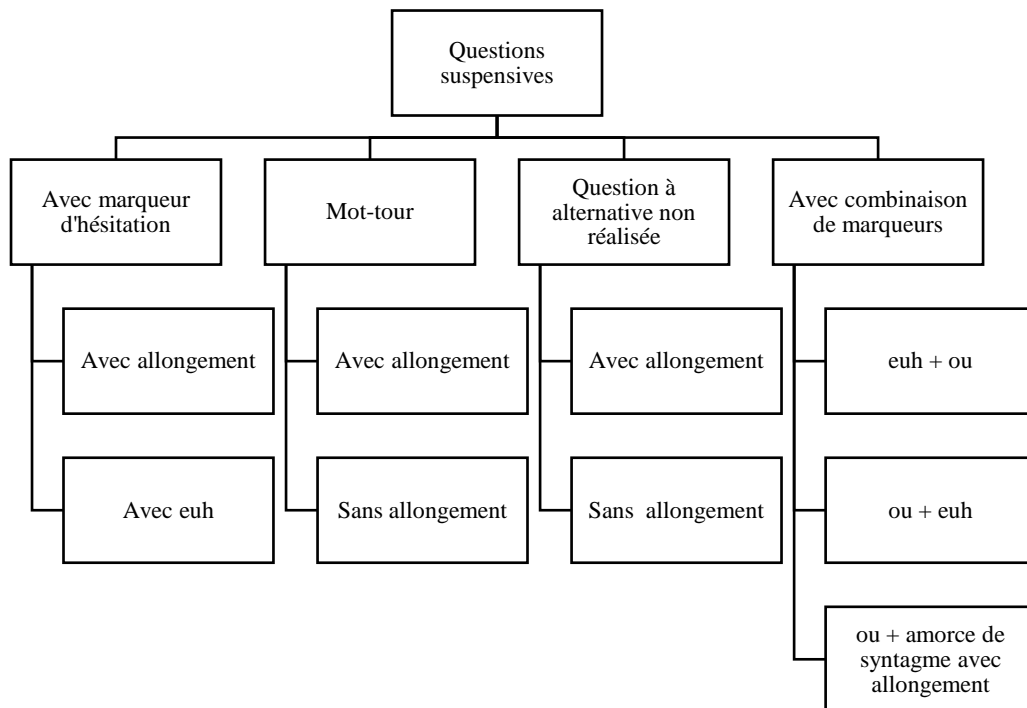 Questions
suspensives
Avec marqueur
d'hésitation
Mot-tour
Question à
alternative non
réalisée
Avec combinaison
de marqueurs
Avec allongement
Avec allongement
Avec allongement
euh + ou
Avec euh
Sans allongement
Sans allongement
ou + euh
ou + amorce de
syntagme avec
allongement